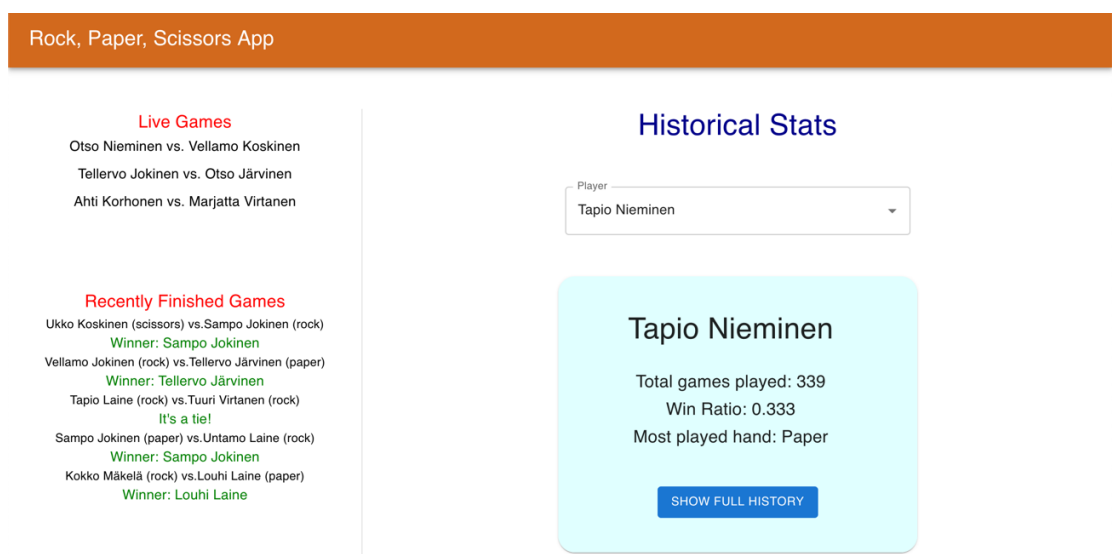 Rock, Paper, Scissors App
Live Games
Otso Nieminen vs. Vellamo Koskinen
Tellervo Jokinen vs. Otso Järvinen
Ahti Korhonen vs. Marjatta Virtanen
Recently Finished Games
Ukko Koskinen (scissors) vs.Sampo Jokinen (rock)
Winner: Sampo Jokinen
Vellamo Jokinen (rock) vs.Tellervo Järvinen (paper)
Winner: Tellervo Järvinen
Tapio Laine (rock) vs.Tuuri Virtanen (rock)
It's a tie!
Sampo Jokinen (paper) vs.Untamo Laine (rock)
Winner: Sampo Jokinen
Kokko Mäkelä (rock) vs.Louhi Laine (paper)
Winner: Louhi Laine
Historical Stats
Player
Tapio Nieminen
Tapio Nieminen
Total games played: 339
Win Ratio: 0.333
Most played hand: Paper
SHOW FULL HISTORY